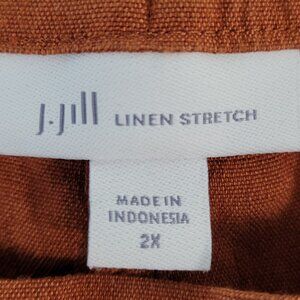 J.Jill LINEN STRETCH
MADE IN
INDONESIA
2X